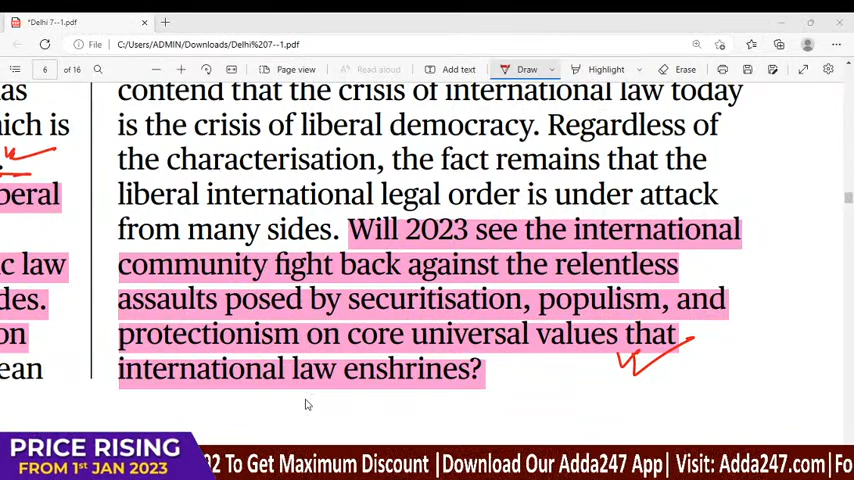 *Delhi 7--1.pdf
File
C:/Users/ADMIN/Downloads/Delhi%207--1.pdf
6 of 16
Page view
Read aloud
Add text
Draw
Highlight
Erase
as
ich is
beral
c law
des.
on
ean
contend that the crisis of international law today
is the crisis of liberal democracy. Regardless of
the characterisation, the fact remains that the
liberal international legal order is under attack
from many sides. Will 2023 see the international
community fight back against the relentless
assaults posed by securitisation, populism, and
protectionism on core universal values that
international law enshrines?
PRICE RISING
FROM 1st JAN 2023
2 To Get Maximum Discount |Download Our Adda247 App| Visit: Adda247.com|Fo